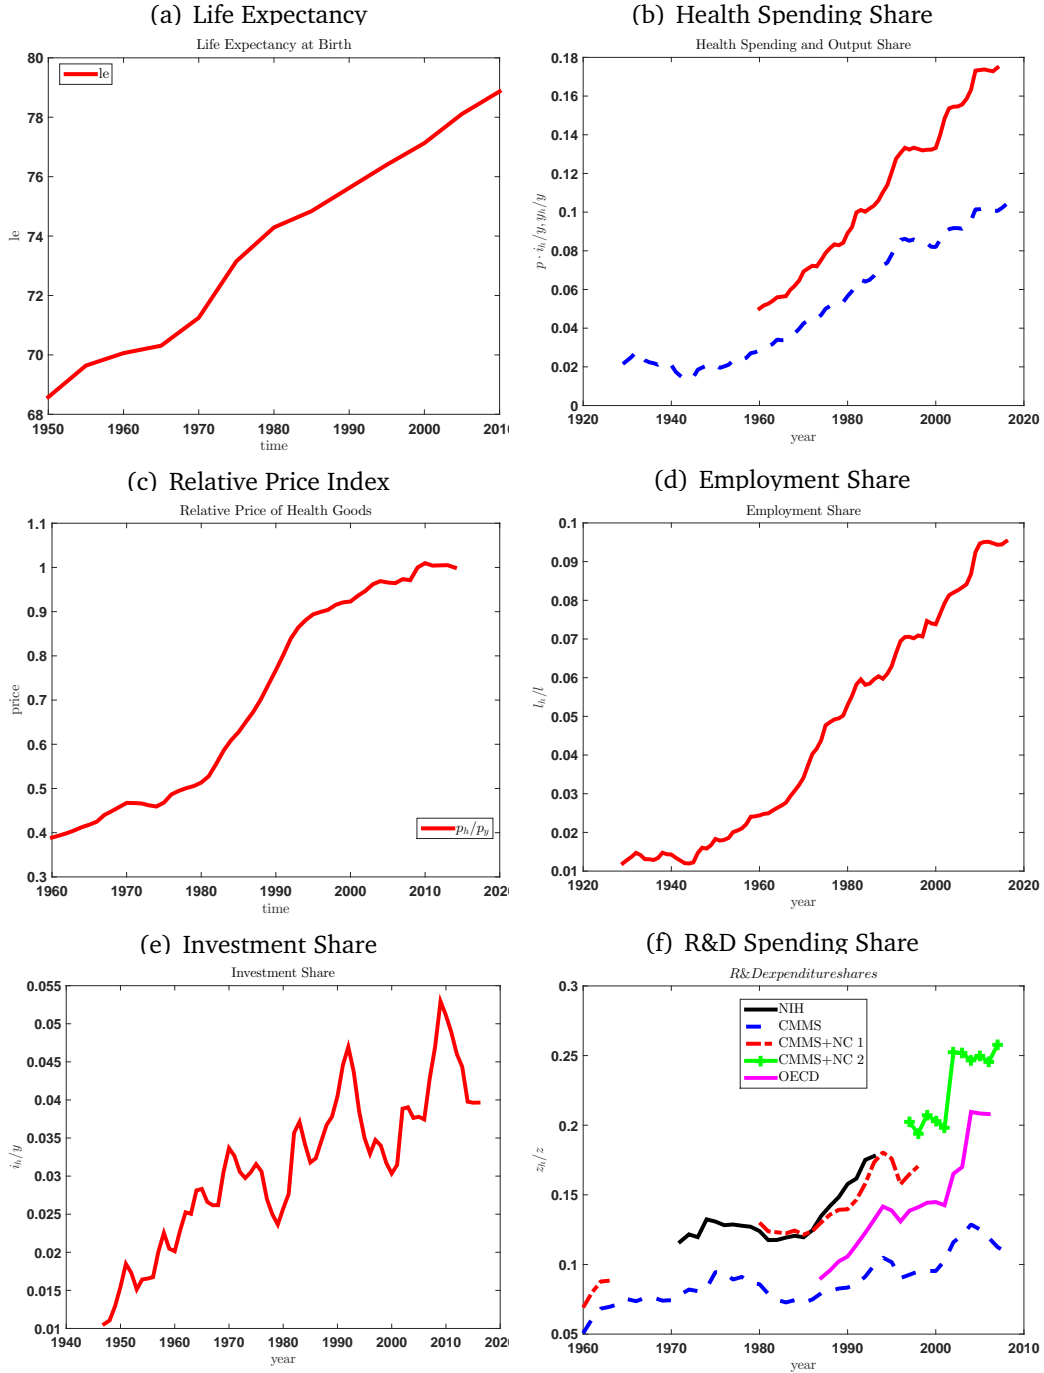 (a) Life Expectancy
Life Expectancy at Birth
80
78
76
74
72
70
68
le
le
1950 1960 1970 1980 1990 2000 201
time
(b) Health Spending Share
Health Spending and Output Share
0.18
0.16
0.14
0.12
0.1
0.08
0.06
0.04
0.02
0
p · i_h/y, y_h/y
1920 1940 1960 1980 2000 2020
year
(c) Relative Price Index
Relative Price of Health Goods
1.1
1
0.9
0.8
0.7
0.6
0.5
0.4
0.3
price
p_h/p_y
1960 1970 1980 1990 2000 2010 202
time
(d) Employment Share
Employment Share
0.1
0.09
0.08
0.07
0.06
0.05
0.04
0.03
0.02
0.01
l_h/l
1920 1940 1960 1980 2000 2020
year
(e) Investment Share
Investment Share
0.055
0.05
0.045
0.04
0.035
0.03
0.025
0.02
0.015
0.01
i_h/y
1940 1950 1960 1970 1980 1990 2000 2010 202
year
(f) R&D Spending Share
R&Dexpenditureshares
0.3
0.25
0.2
0.15
0.1
0.05
z_h/z
NIH
CMMS
CMMS+NC 1
CMMS+NC 2
OECD
1960 1970 1980 1990 2000 2010
year